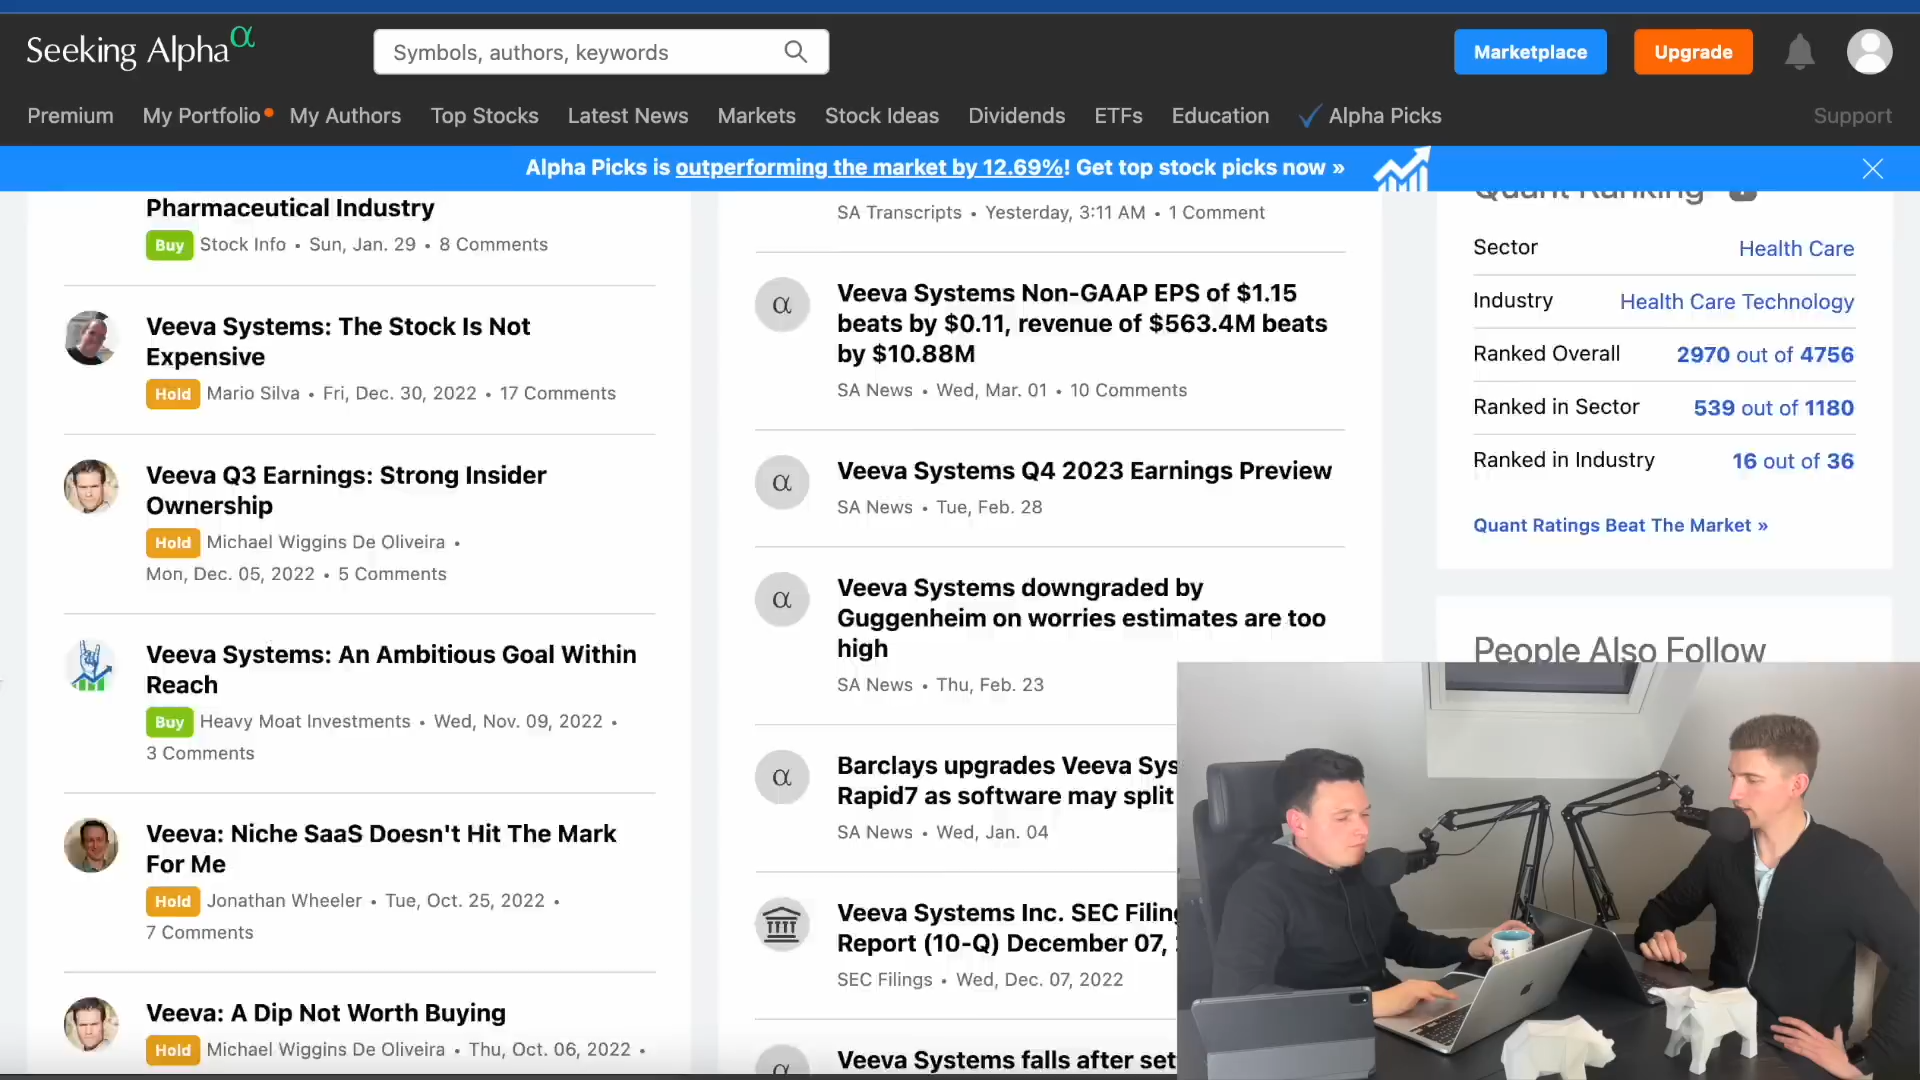 Seeking Alpha α
Symbols, authors, keywords
Marketplace
Upgrade
Premium
My Portfolio
My Authors
Top Stocks
Latest News
Markets
Stock Ideas
Dividends
ETFs
Education
Alpha Picks
Support
Alpha Picks is outperforming the market by 12.69%! Get top stock picks now »
Pharmaceutical Industry
Buy Stock Info • Sun, Jan. 29 • 8 Comments
Veeva Systems: The Stock Is Not
Expensive
Hold Mario Silva • Fri, Dec. 30, 2022 • 17 Comments
Veeva Q3 Earnings: Strong Insider
Ownership
Hold Michael Wiggins De Oliveira •
Mon, Dec. 05, 2022 • 5 Comments
Veeva Systems: An Ambitious Goal Within
Reach
Buy Heavy Moat Investments • Wed, Nov. 09, 2022 •
3 Comments
Veeva: Niche SaaS Doesn't Hit The Mark
For Me
Hold Jonathan Wheeler • Tue, Oct. 25, 2022 •
7 Comments
Veeva: A Dip Not Worth Buying
Hold Michael Wiggins De Oliveira • Thu, Oct. 06, 2022 •
SA Transcripts • Yesterday, 3:11 AM • 1 Comment
α
Veeva Systems Non-GAAP EPS of $1.15
beats by $0.11, revenue of $563.4M beats
by $10.88M
SA News • Wed, Mar. 01 • 10 Comments
α
Veeva Systems Q4 2023 Earnings Preview
SA News • Tue, Feb. 28
α
Veeva Systems downgraded by
Guggenheim on worries estimates are too
high
SA News • Thu, Feb. 23
α
Barclays upgrades Veeva Sys
Rapid7 as software may split
SA News • Wed, Jan. 04
Veeva Systems Inc. SEC Filing
Report (10-Q) December 07,
SEC Filings • Wed, Dec. 07, 2022
α
Veeva Systems falls after set
Quant Ranking
Sector Health Care
Industry Health Care Technology
Ranked Overall 2970 out of 4756
Ranked in Sector 539 out of 1180
Ranked in Industry 16 out of 36
Quant Ratings Beat The Market »
People Also Follow